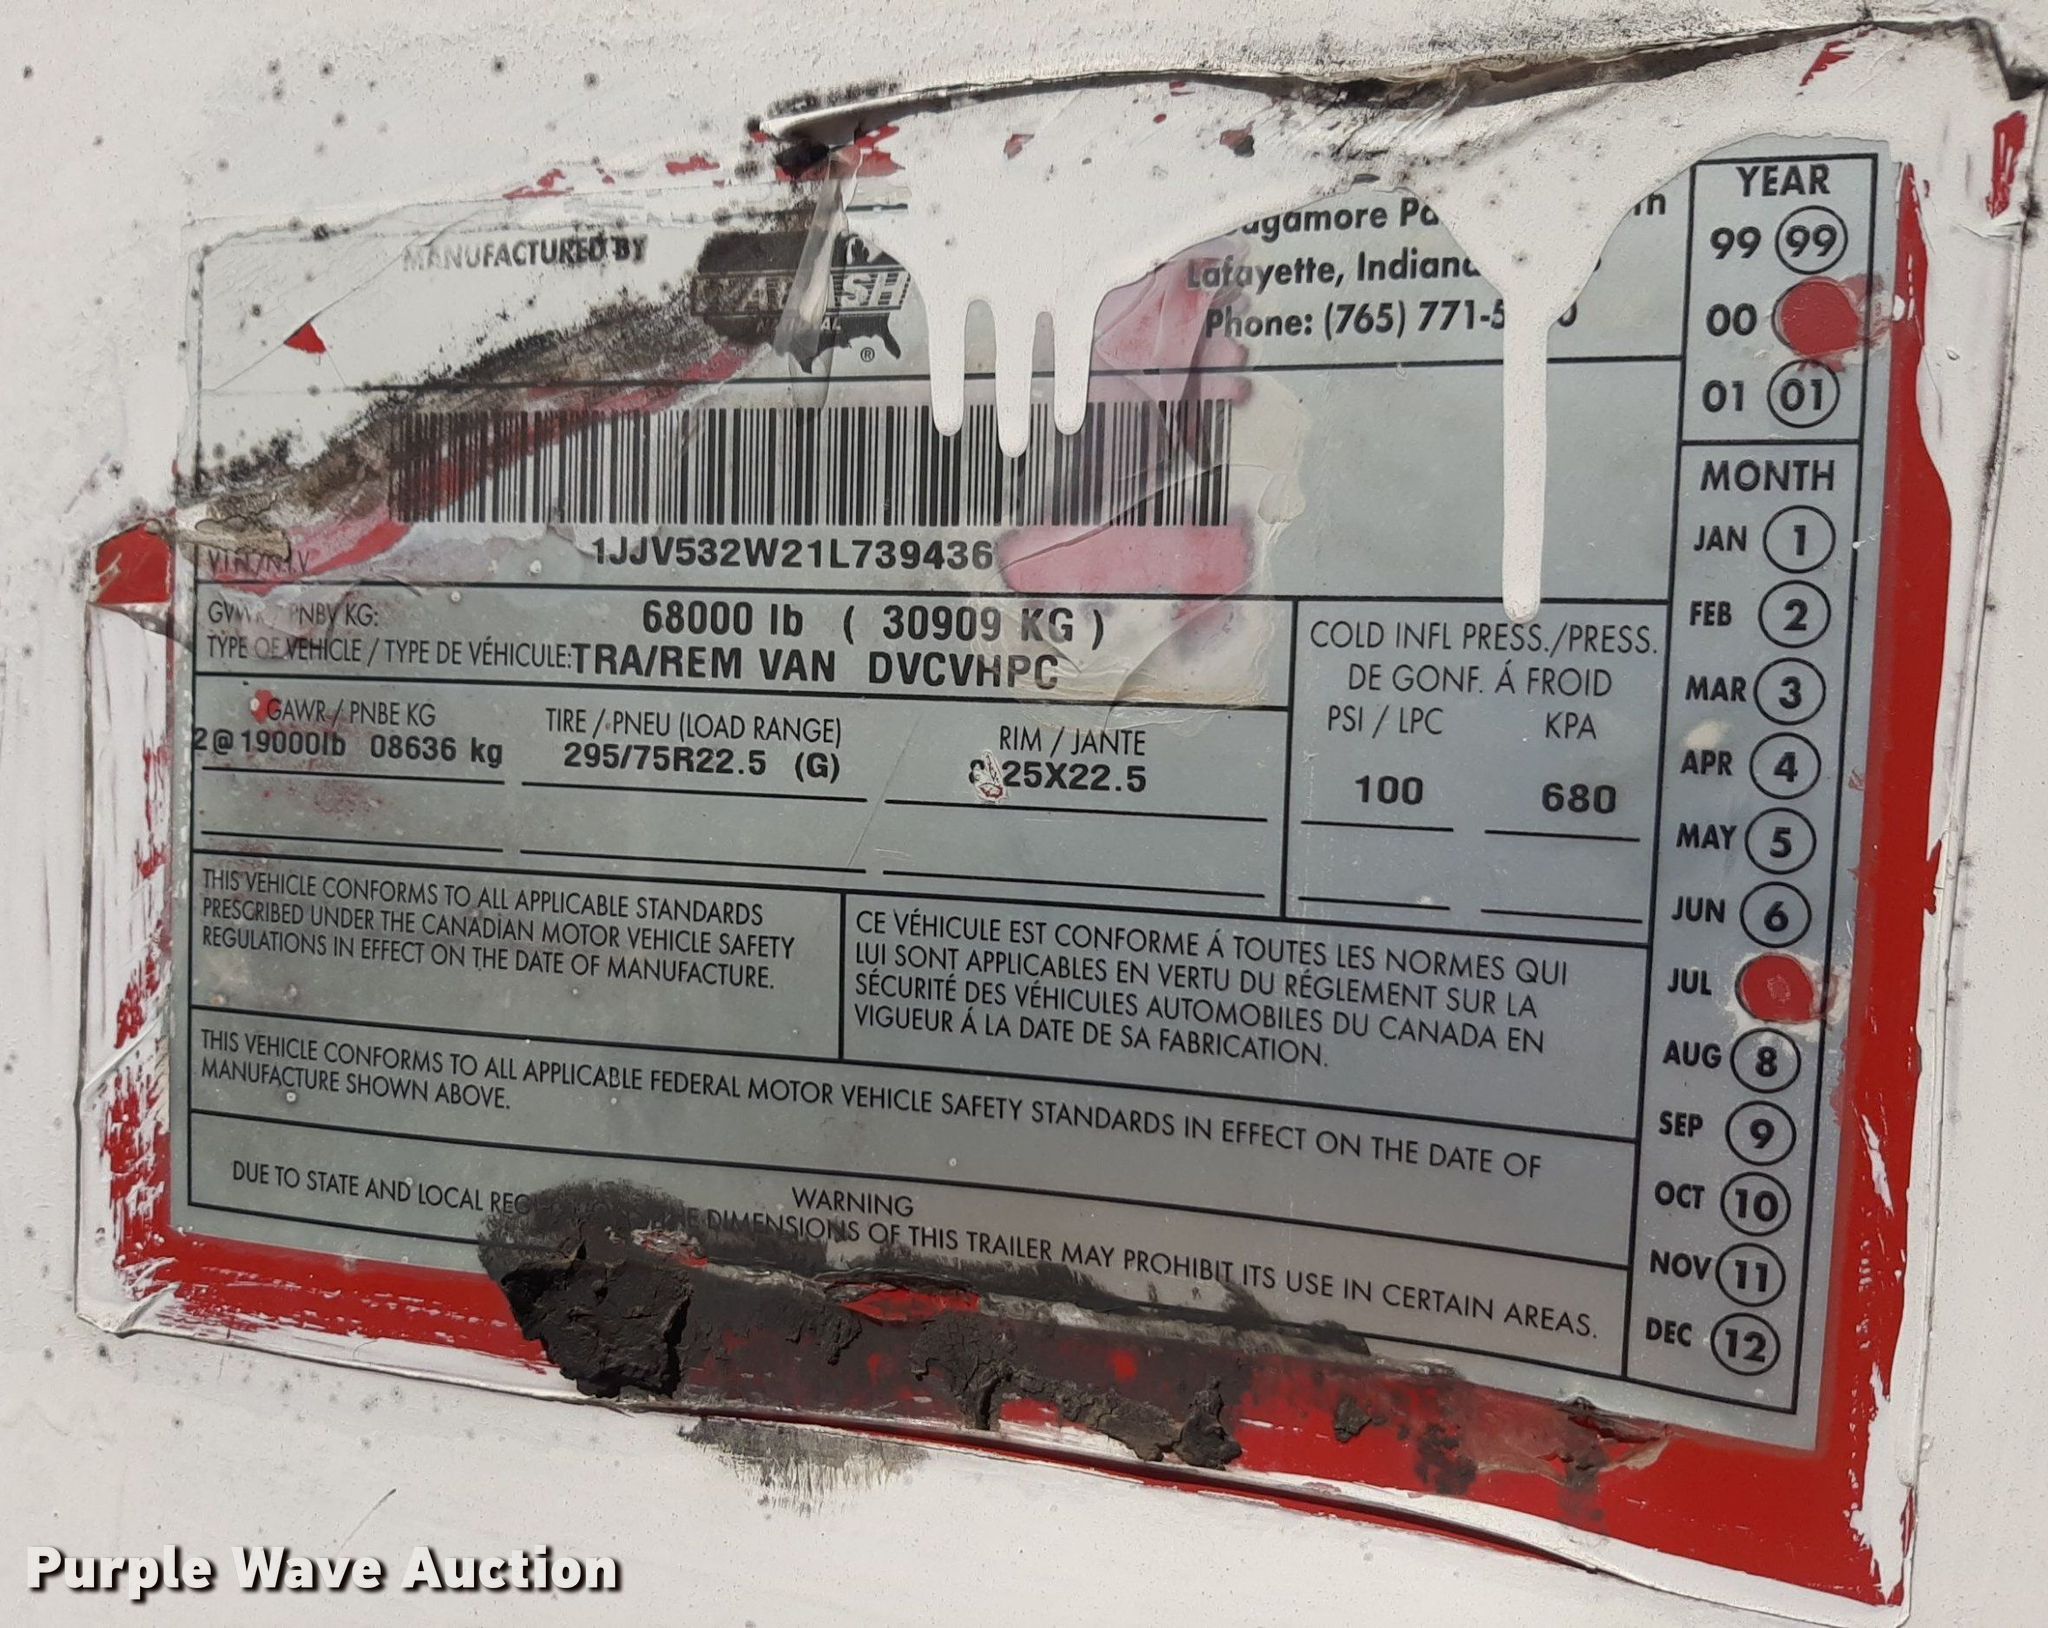 MANUFACTURED BY
WABASH
NATIONAL
®
Lafayette, Indiana
Phone: (765) 771-
1JJV532W21L739436
V.I.N./N.I.V
GVWR / PNBV KG: 68000 lb ( 30909 KG )
TYPE OF VEHICLE / TYPE DE VÉHICULE: TRA/REM VAN DVCVHPC
GAWR / PNBE KG TIRE / PNEU (LOAD RANGE) RIM / JANTE
2@19000lb 08636 kg 295/75R22.5 (G) 8.25X22.5
COLD INFL PRESS./PRESS.
DE GONF. Á FROID
PSI / LPC KPA
100 680
THIS VEHICLE CONFORMS TO ALL APPLICABLE STANDARDS
PRESCRIBED UNDER THE CANADIAN MOTOR VEHICLE SAFETY
REGULATIONS IN EFFECT ON THE DATE OF MANUFACTURE.
CE VÉHICULE EST CONFORME Á TOUTES LES NORMES QUI
LUI SONT APPLICABLES EN VERTU DU RÉGLEMENT SUR LA
SÉCURITÉ DES VÉHICULES AUTOMOBILES DU CANADA EN
VIGUEUR Á LA DATE DE SA FABRICATION.
THIS VEHICLE CONFORMS TO ALL APPLICABLE FEDERAL MOTOR VEHICLE SAFETY STANDARDS IN EFFECT ON THE DATE OF
MANUFACTURE SHOWN ABOVE.
WARNING
DUE TO STATE AND LOCAL DIMENSIONS OF THIS TRAILER MAY PROHIBIT ITS USE IN CERTAIN AREAS.
YEAR
99 99
00
01 01
MONTH
JAN 1
FEB 2
MAR 3
APR 4
MAY 5
JUN 6
JUL
AUG 8
SEP 9
OCT 10
NOV 11
DEC 12
Purple Wave Auction